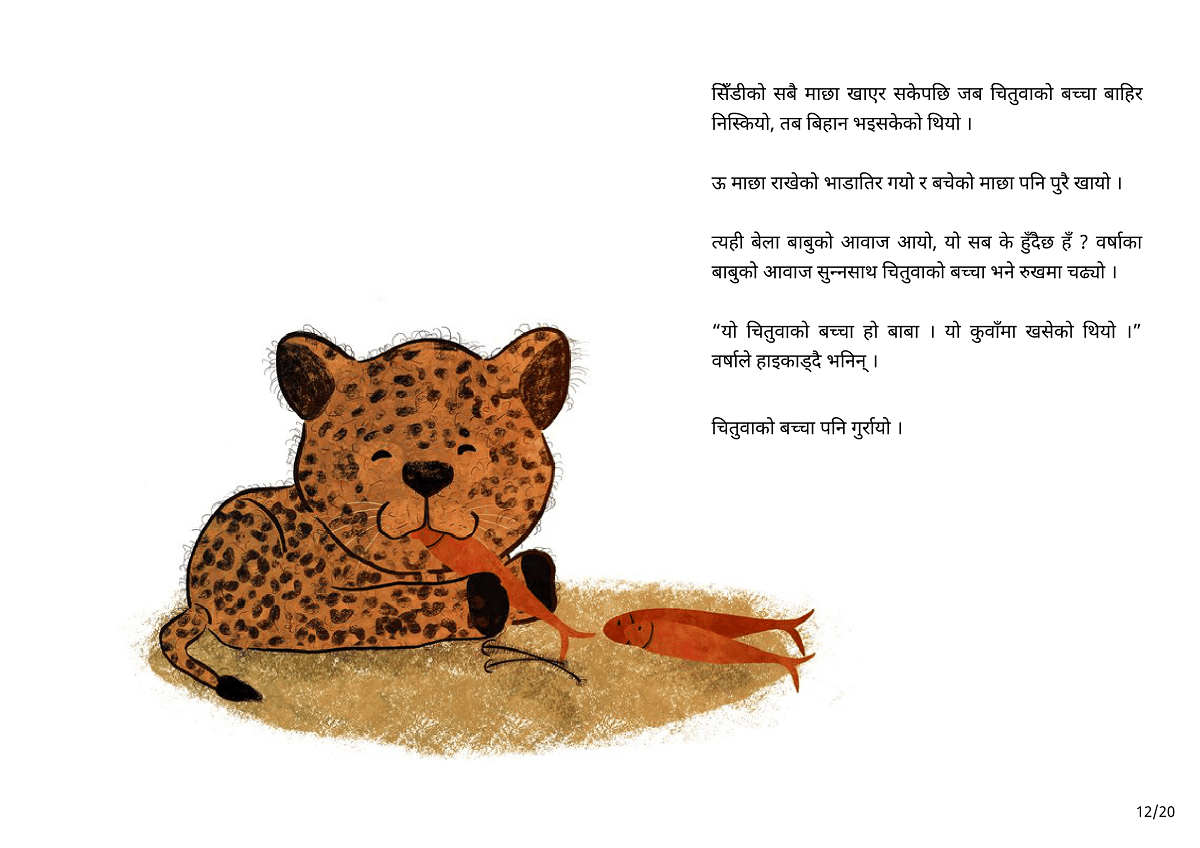 सिँडीको सबै माछा खाएर सकेपछि जब चितुवाको बच्चा बाहिर
निस्कियो, तब बिहान भइसकेको थियो ।
ऊ माछा राखेको भाडातिर गयो र बचेको माछा पनि पुरै खायो ।
त्यही बेला बाबुको आवाज आयो, यो सब के हुँदैछ हँ ? वर्षाका
बाबुको आवाज सुन्नसाथ चितुवाको बच्चा भने रुखमा चढ्यो ।
“यो चितुवाको बच्चा हो बाबा । यो कुवाँमा खसेको थियो ।”
वर्षाले हाइकाड्दै भनिन् ।
चितुवाको बच्चा पनि गुर्रायो ।
12/20